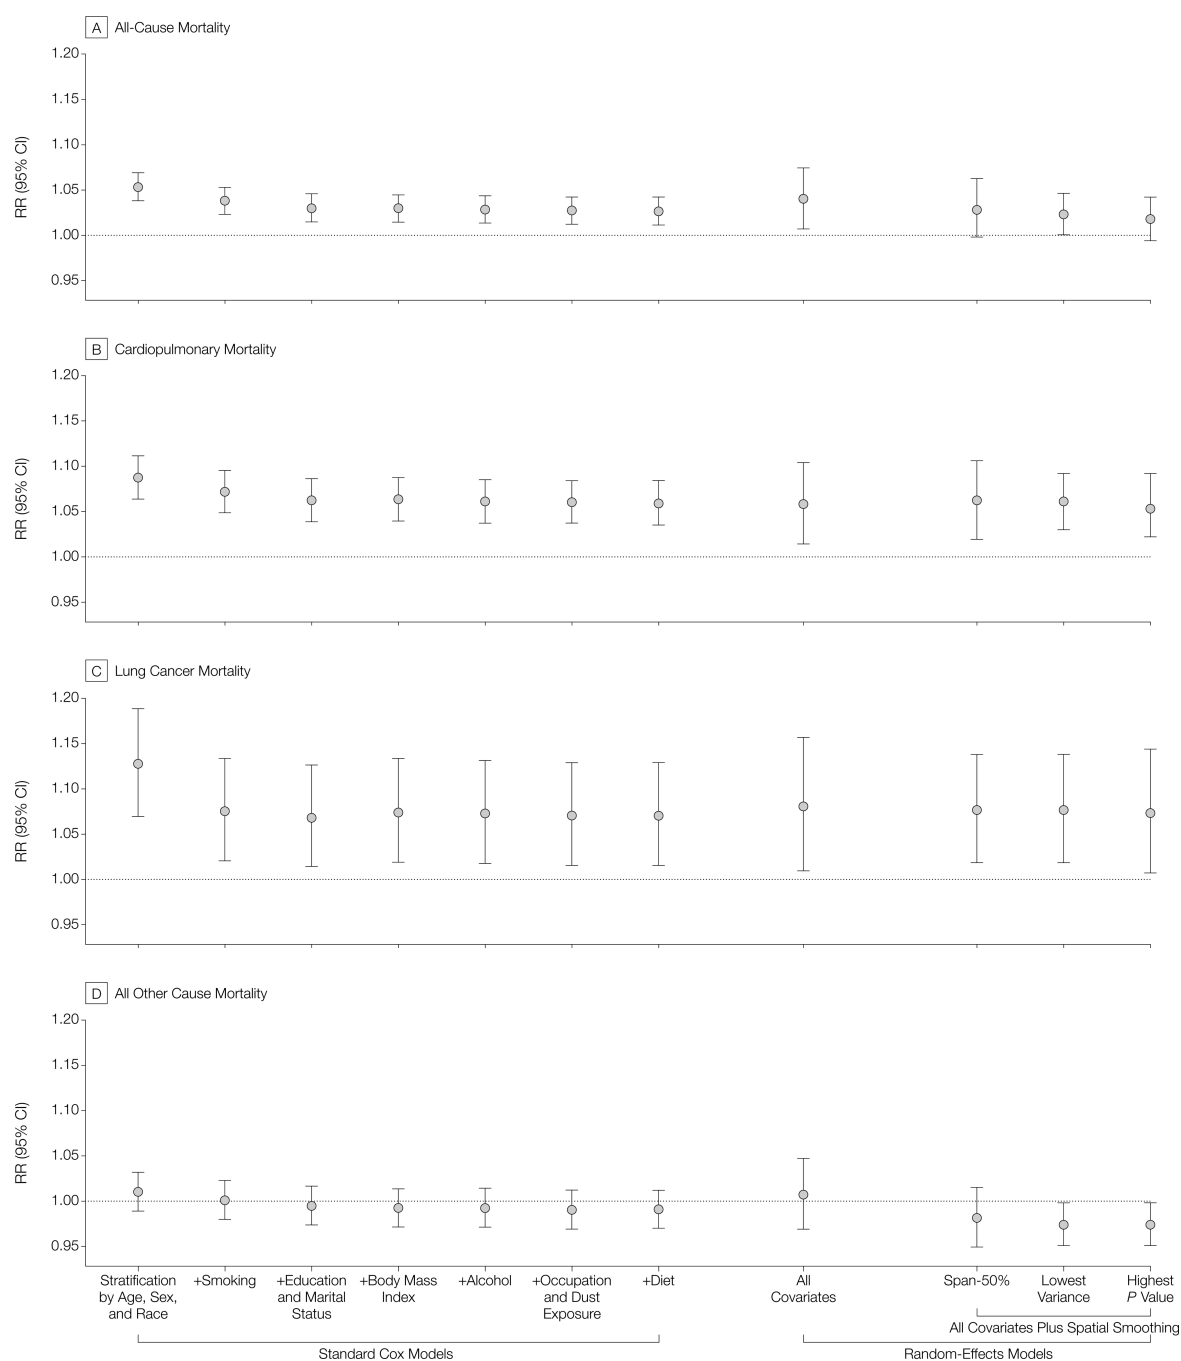 A All-Cause Mortality
1.20
1.15
1.10
1.05
1.00
0.95
RR (95% CI)
B Cardiopulmonary Mortality
1.20
1.15
1.10
1.05
1.00
0.95
RR (95% CI)
C Lung Cancer Mortality
1.20
1.15
1.10
1.05
1.00
0.95
RR (95% CI)
D All Other Cause Mortality
1.20
1.15
1.10
1.05
1.00
0.95
RR (95% CI)
Stratification
by Age, Sex,
and Race
+Smoking
+Education
and Marital
Status
+Body Mass
Index
+Alcohol
+Occupation
and Dust
Exposure
+Diet
All
Covariates
Span-50%
Lowest
Variance
Highest
P Value
All Covariates Plus Spatial Smoothing
Standard Cox Models
Random-Effects Models